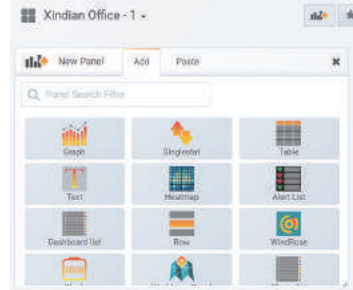 Xindian Office - 1
New Panel Add Paste
Panel Search Filter
Graph Singlestat Table
Text Heatmap Alert List
Dashboard list Row WindRose